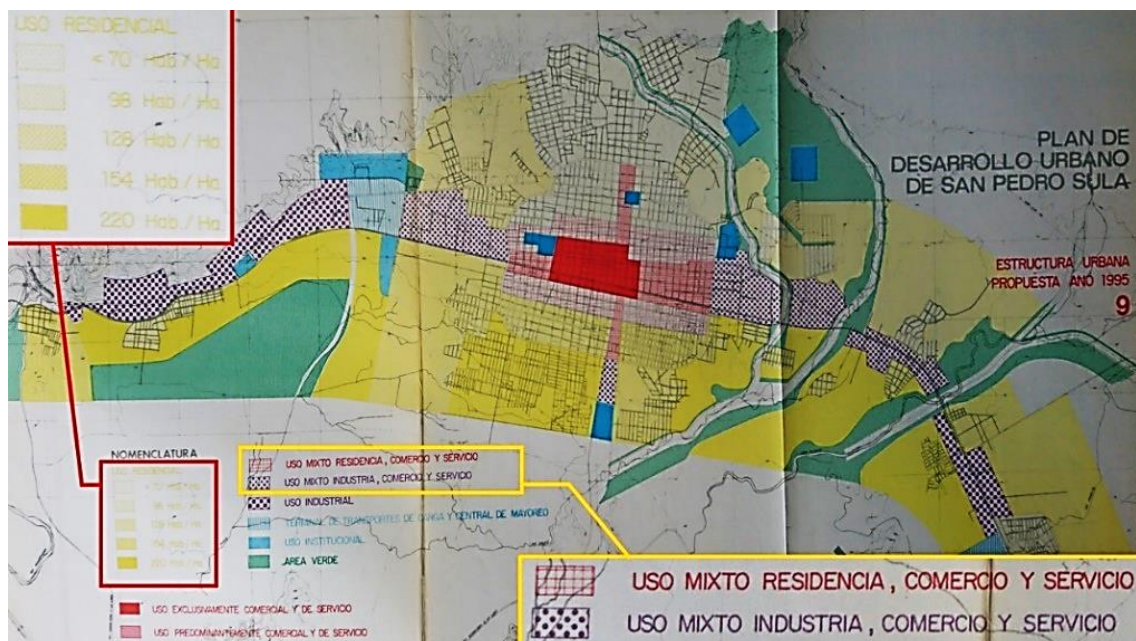 USO RESIDENCIAL
< 70 Hab / Ha
98 Hab / Ha
128 Hab / Ha
154 Hab / Ha
220 Hab / Ha
PLAN DE
DESARROLLO URBANO
DE SAN PEDRO SULA
ESTRUCTURA URBANA
PROPUESTA ANO 1995
9
NOMENCLATURA
USO RESIDENCIAL
USO MIXTO RESIDENCIA, COMERCIO Y SERVICIO
USO MIXTO INDUSTRIA, COMERCIO Y SERVICIO
USO INDUSTRIAL
TERMINAL DE TRANSPORTES DE CARGA Y CENTRAL DE MAYOREO
USO INSTITUCIONAL
AREA VERDE
USO EXCLUSIVAMENTE COMERCIAL Y DE SERVICIO
USO PREDOMINANTEMENTE COMERCIAL Y DE SERVICIO
USO MIXTO RESIDENCIA, COMERCIO Y SERVICIO
USO MIXTO INDUSTRIA, COMERCIO Y SERVICIO